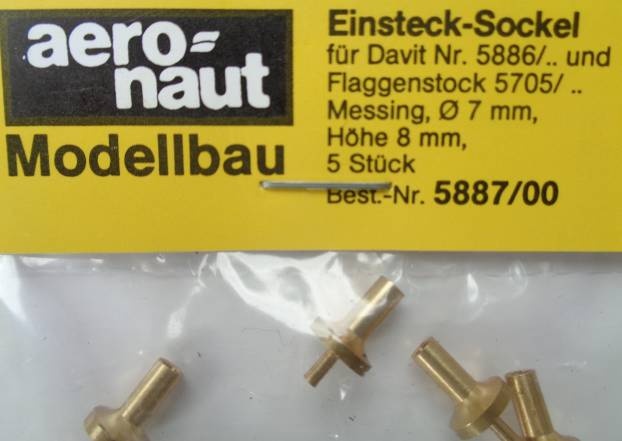 aero=
naut
Modellbau
Einsteck-Sockel
für Davit Nr. 5886/.. und
Flaggenstock 5705/ ..
Messing, Ø 7 mm,
Höhe 8 mm,
5 Stück
Best.-Nr. 5887/00